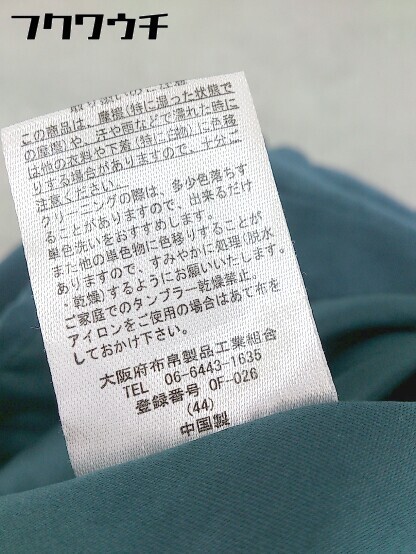 フクワウチ
この商品は、摩擦(特に湿った状態で
の摩擦)や、汗や雨などで濡れた時に
は他の衣料や下着(特に白物)に色移
りする場合がありますので、十分ご
注意ください。
クリーニングの際は、多少色落ちす
ることがありますので、出来るだけ
単色洗いをおすすめします。
また他の単色物に色移りすることが
ありますので、すみやかに処理(脱水
、乾燥)するようにお願いいたします。
ご家庭でのタンブラー乾燥禁止。
アイロンをご使用の場合はあて布を
しておかけ下さい。
大阪府布帛製品工業組合
TEL 06-6443-1635
登録番号 OF-026
(44)
中国製